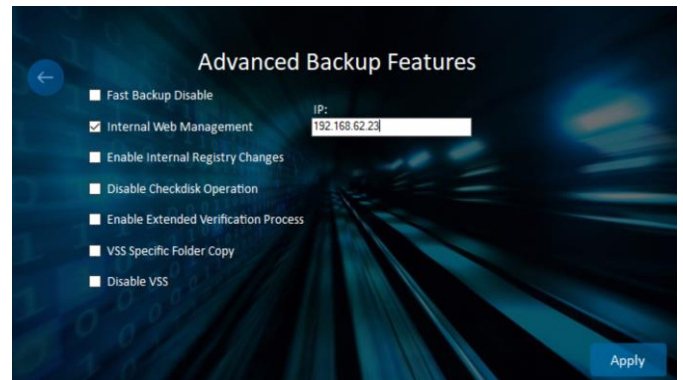 Advanced Backup Features
Fast Backup Disable
IP:
Internal Web Management
192.168.62.23
Enable Internal Registry Changes
Disable Checkdisk Operation
Enable Extended Verification Process
VSS Specific Folder Copy
Disable VSS
Apply